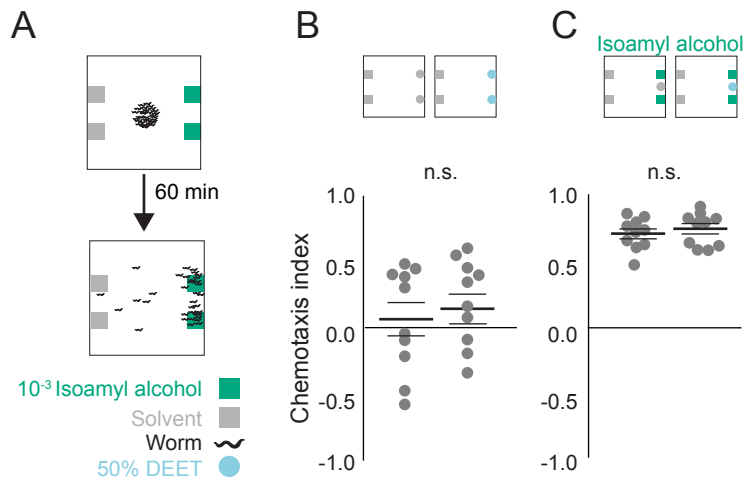 A
60 min
10-3 Isoamyl alcohol
Solvent
Worm
50% DEET
B
n.s.
Chemotaxis index
1.0
0.5
0.0
-0.5
-1.0
C
Isoamyl alcohol
n.s.
1.0
0.5
0.0
-0.5
-1.0